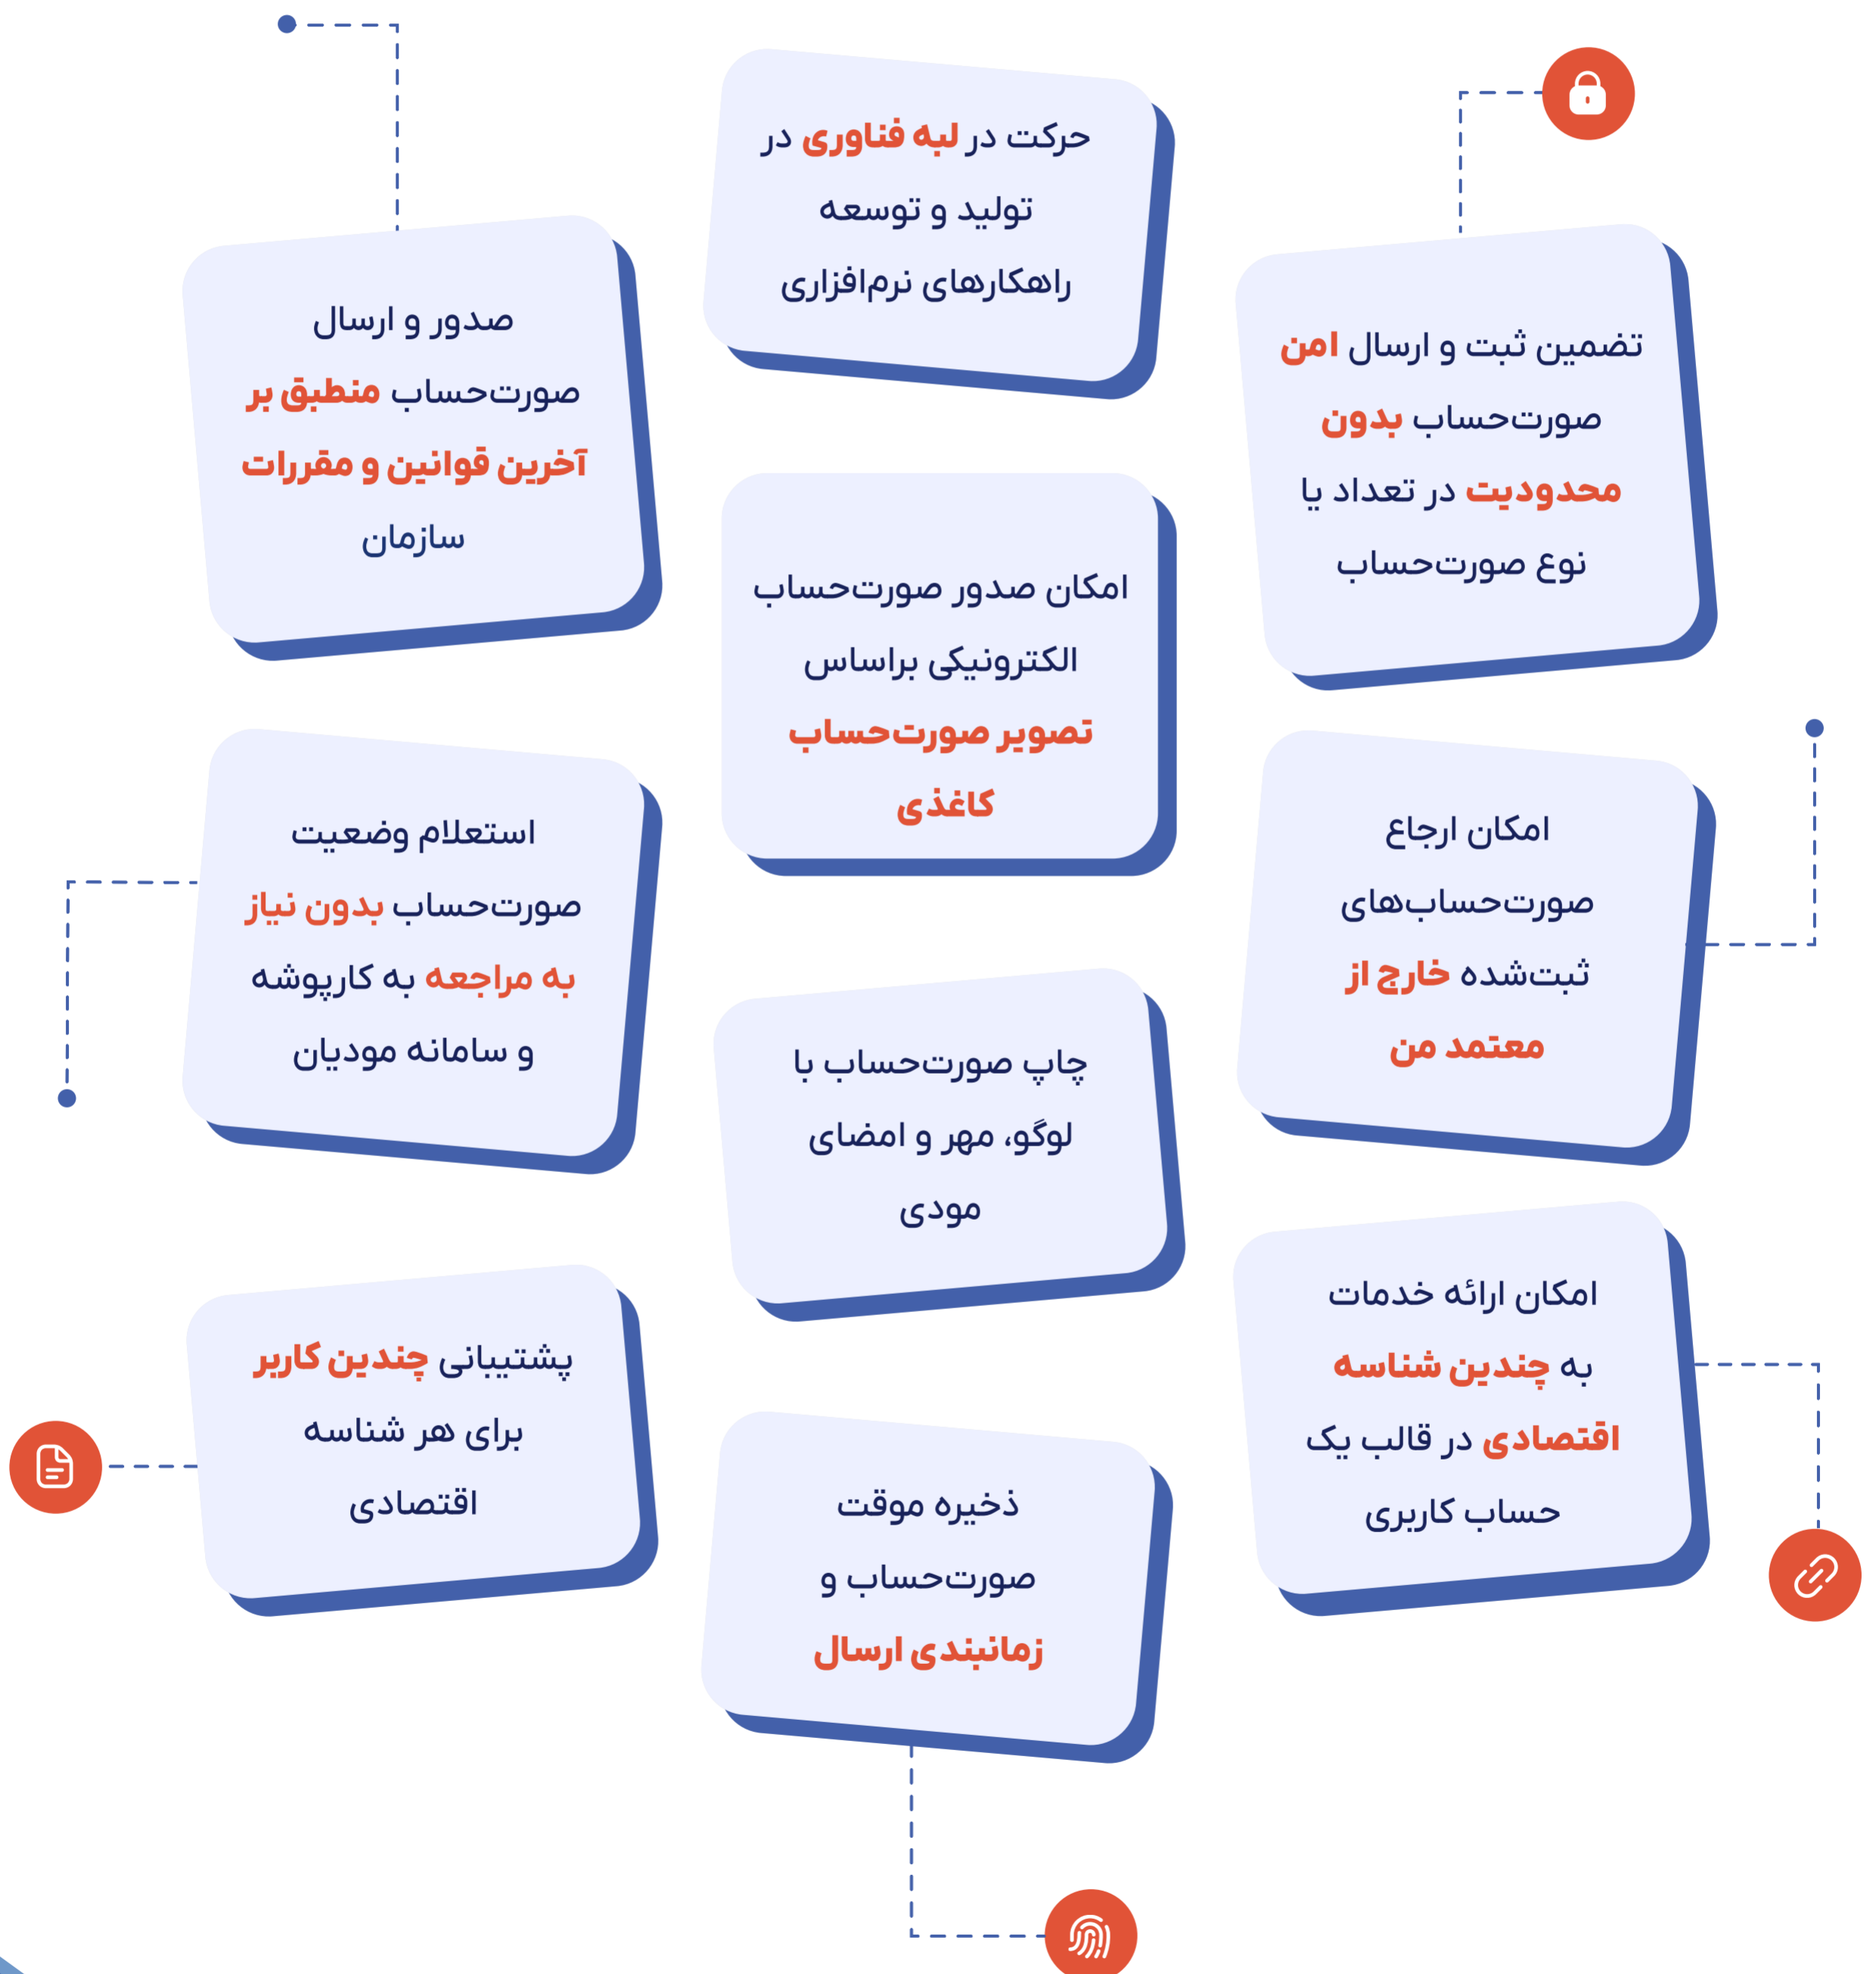 تضمین ثبت و ارسال امن
صورت‌حساب بدون
محدودیت در تعداد یا
نوع صورت‌حساب
امکان ارجاع
صورت‌حساب‌های
ثبت‌شده خارج از
معتمد من
امکان ارائه خدمات
به چندین شناسه
اقتصادی در قالب یک
حساب کاربری
حرکت در لبه فناوری در
تولید و توسعه
راهکارهای نرم‌افزاری
امکان صدور صورت‌حساب
الکترونیکی براساس
تصویر صورت‌حساب
کاغذی
چاپ صورت‌حساب با
لوگو، مهر و امضای
مودی
ذخیره موقت
صورت‌حساب و
زمانبندی ارسال
صدور و ارسال
صورت‌حساب منطبق بر
آخرین قوانین و مقررات
سازمان
استعلام وضعیت
صورت‌حساب بدون نیاز
به مراجعه به کارپوشه
و سامانه مودیان
پشتیبانی چندین کاربر
برای هر شناسه
اقتصادی